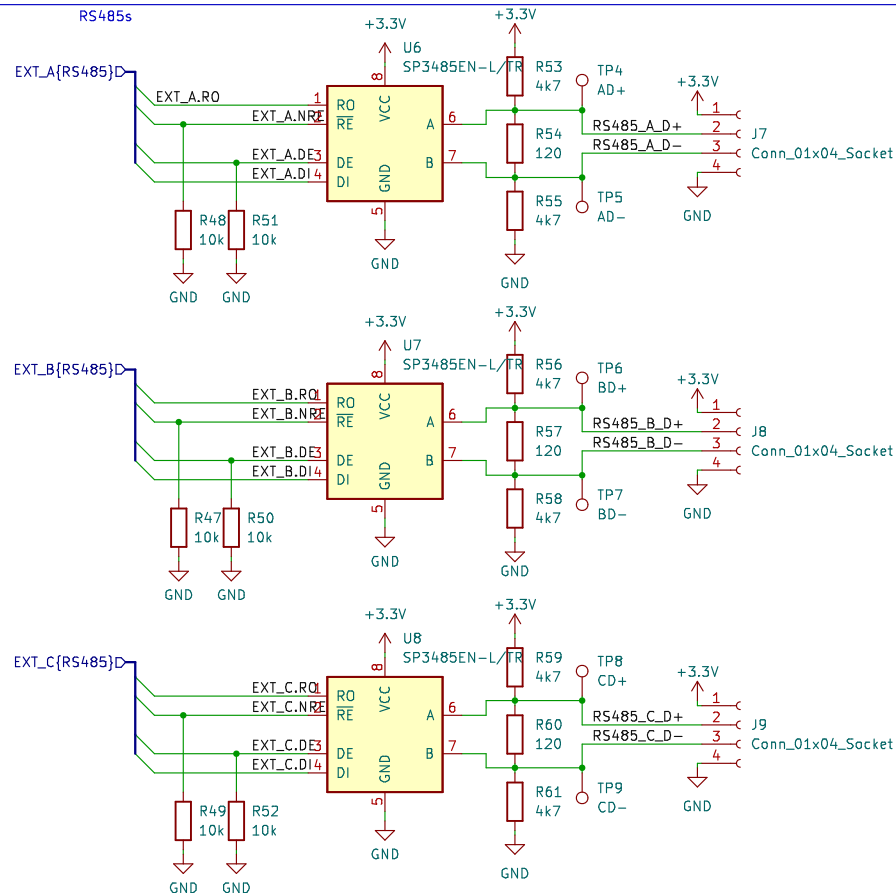 RS485s
EXT_A{RS485}
+3.3V
U6
SP3485EN-L/TR
EXT_A.RO
EXT_A.NRE
EXT_A.DE
EXT_A.DI
1
2
3
4
8
5
6
7
RO
RE
DE
DI
VCC
GND
A
B
GND
R48
10k
GND
R51
10k
GND
+3.3V
R53
4k7
R54
120
R55
4k7
GND
TP4
AD+
TP5
AD-
RS485_A_D+
RS485_A_D-
+3.3V
1
2
3
4
J7
Conn_01x04_Socket
GND
EXT_B{RS485}
+3.3V
U7
SP3485EN-L/TR
EXT_B.RO
EXT_B.NRE
EXT_B.DE
EXT_B.DI
1
2
3
4
8
5
6
7
RO
RE
DE
DI
VCC
GND
A
B
GND
R47
10k
GND
R50
10k
GND
+3.3V
R56
4k7
R57
120
R58
4k7
GND
TP6
BD+
TP7
BD-
RS485_B_D+
RS485_B_D-
+3.3V
1
2
3
4
J8
Conn_01x04_Socket
GND
EXT_C{RS485}
+3.3V
U8
SP3485EN-L/TR
EXT_C.RO
EXT_C.NRE
EXT_C.DE
EXT_C.DI
1
2
3
4
8
5
6
7
RO
RE
DE
DI
VCC
GND
A
B
GND
R49
10k
GND
R52
10k
GND
+3.3V
R59
4k7
R60
120
R61
4k7
GND
TP8
CD+
TP9
CD-
RS485_C_D+
RS485_C_D-
+3.3V
1
2
3
4
J9
Conn_01x04_Socket
GND